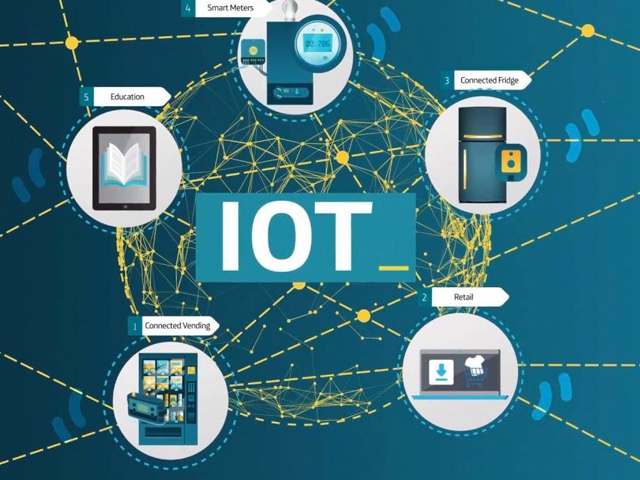 4 Smart Meters
3 Connected Fridge
5 Education
IOT_
2 Retail
1 Connected Vending